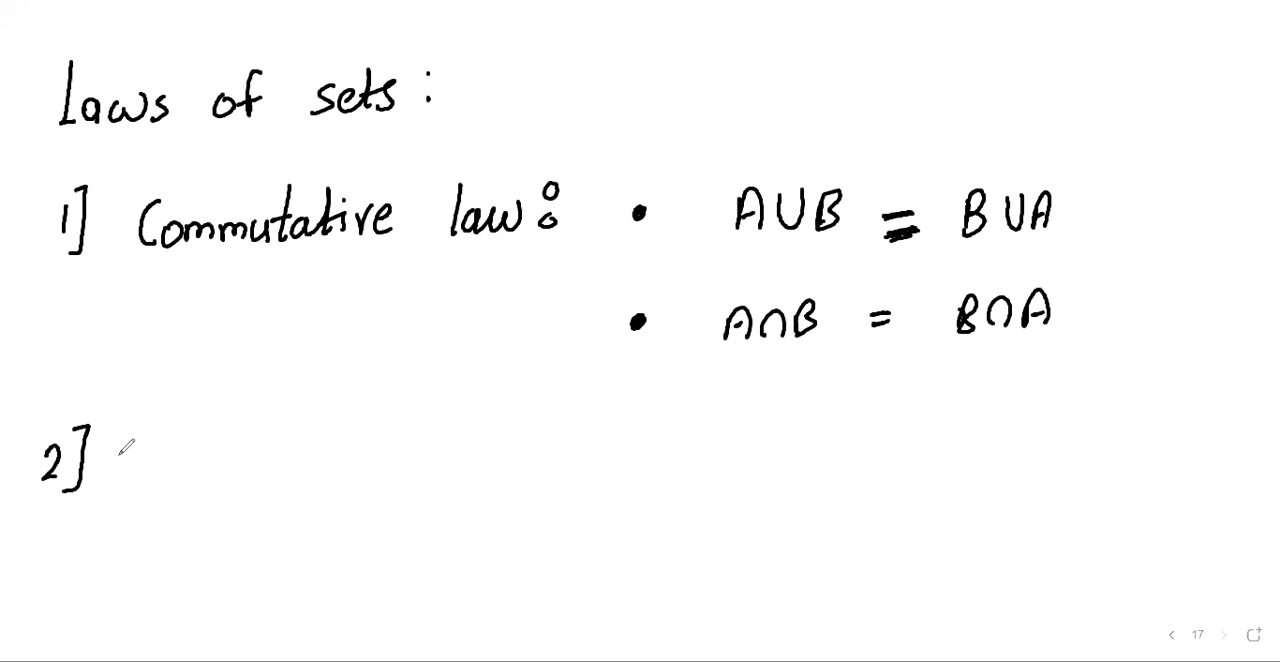 Laws of sets :
1] Commutative law : • A∪B = B∪A
• A∩B = B∩A
2]
< 17 >